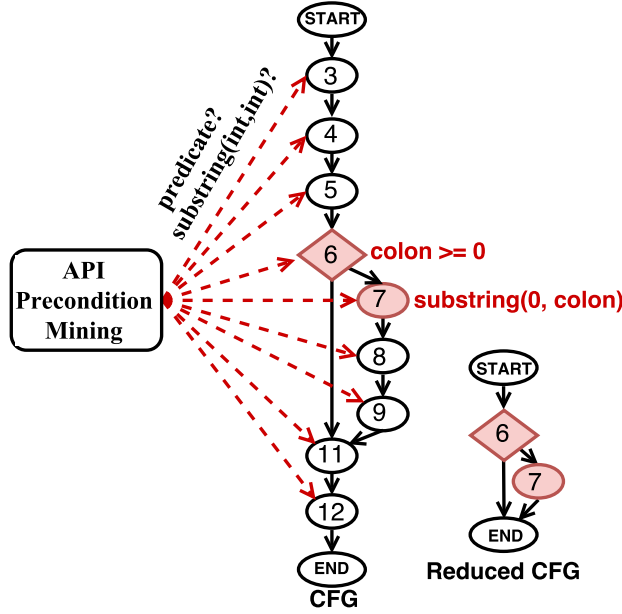 START
3
predicate?
substring(int,int)?
4
5
6
colon >= 0
API
Precondition
Mining
7
substring(0, colon)
8
9
11
12
END
CFG
START
6
7
END
Reduced CFG